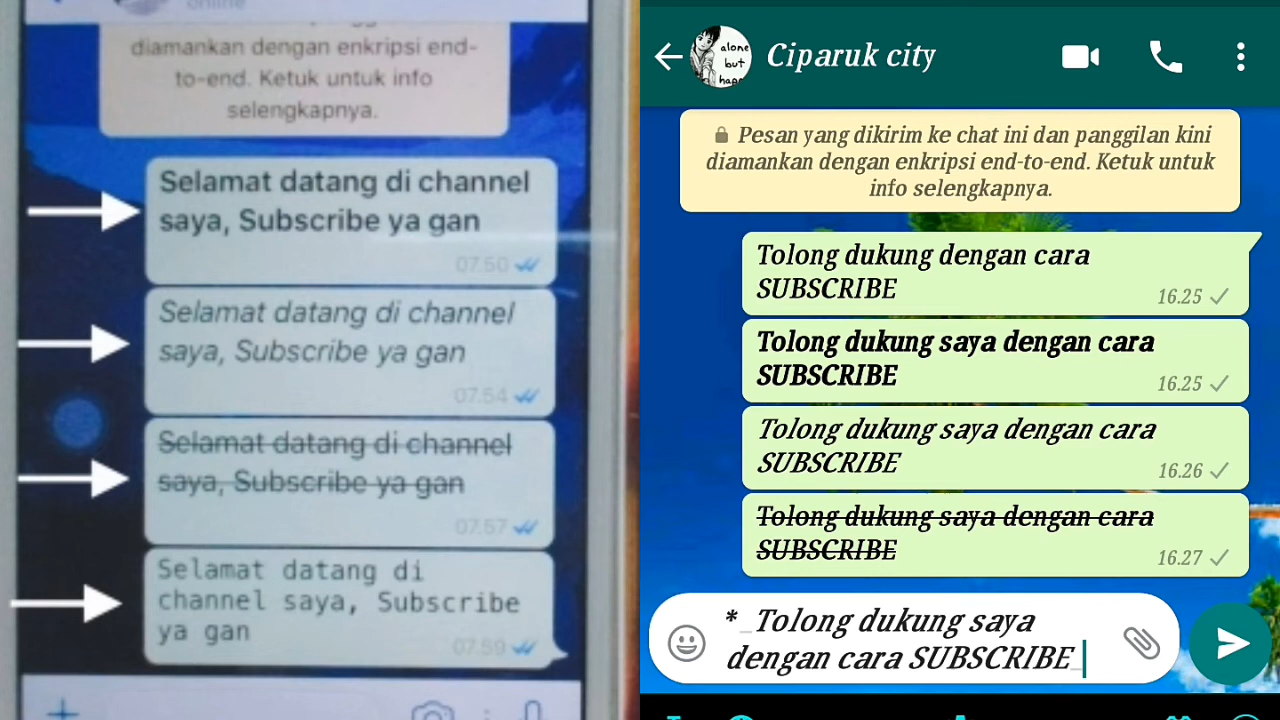 online
diamankan dengan enkripsi end-
to-end. Ketuk untuk info
selengkapnya.
Selamat datang di channel
saya, Subscribe ya gan
07.50
Selamat datang di channel
saya, Subscribe ya gan
07.54
Selamat datang di channel
saya, Subscribe ya gan
07.57
Selamat datang di
channel saya, Subscribe
ya gan
07.59
alone
but
happ
Ciparuk city
Pesan yang dikirim ke chat ini dan panggilan kini
diamankan dengan enkripsi end-to-end. Ketuk untuk
info selengkapnya.
Tolong dukung dengan cara
SUBSCRIBE
16.25
Tolong dukung saya dengan cara
SUBSCRIBE
16.25
Tolong dukung saya dengan cara
SUBSCRIBE
16.26
Tolong dukung saya dengan cara
SUBSCRIBE
16.27
*_Tolong dukung saya
dengan cara SUBSCRIBE_